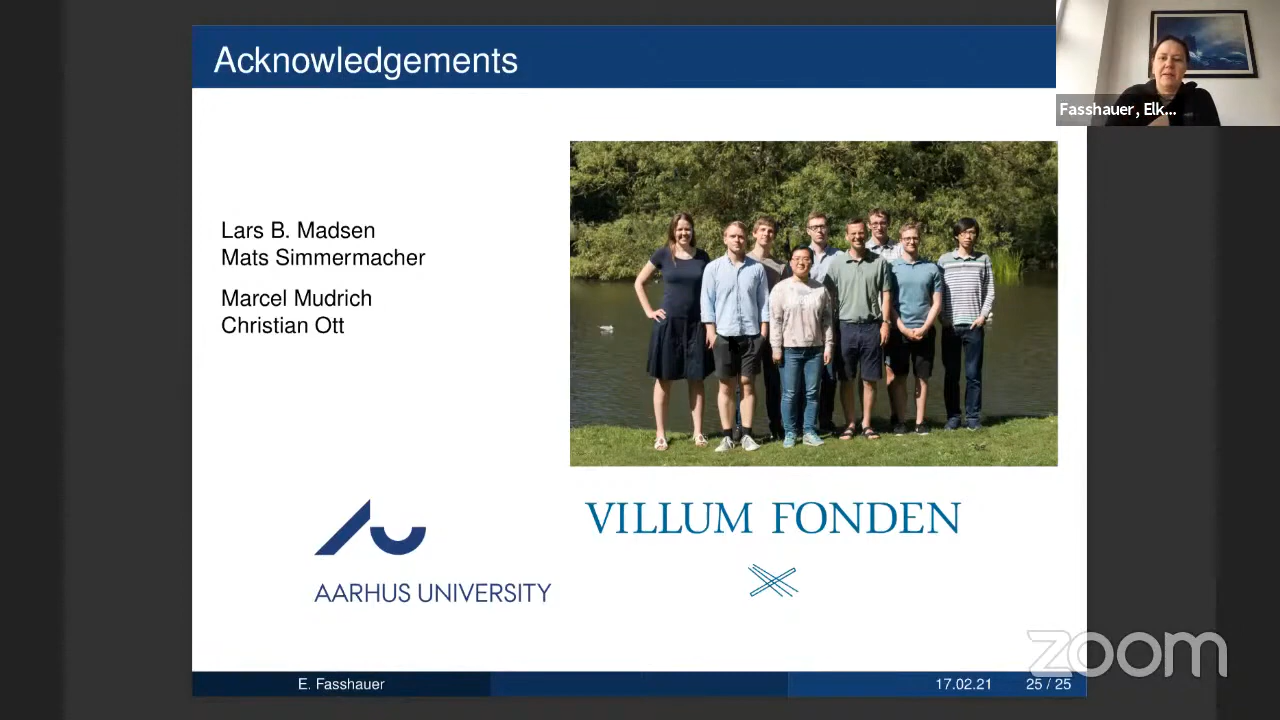 Acknowledgements
Fasshauer, Elk...
Lars B. Madsen
Mats Simmermacher
Marcel Mudrich
Christian Ott
VILLUM FONDEN
AARHUS UNIVERSITY
zoom
E. Fasshauer
17.02.21
25 / 25